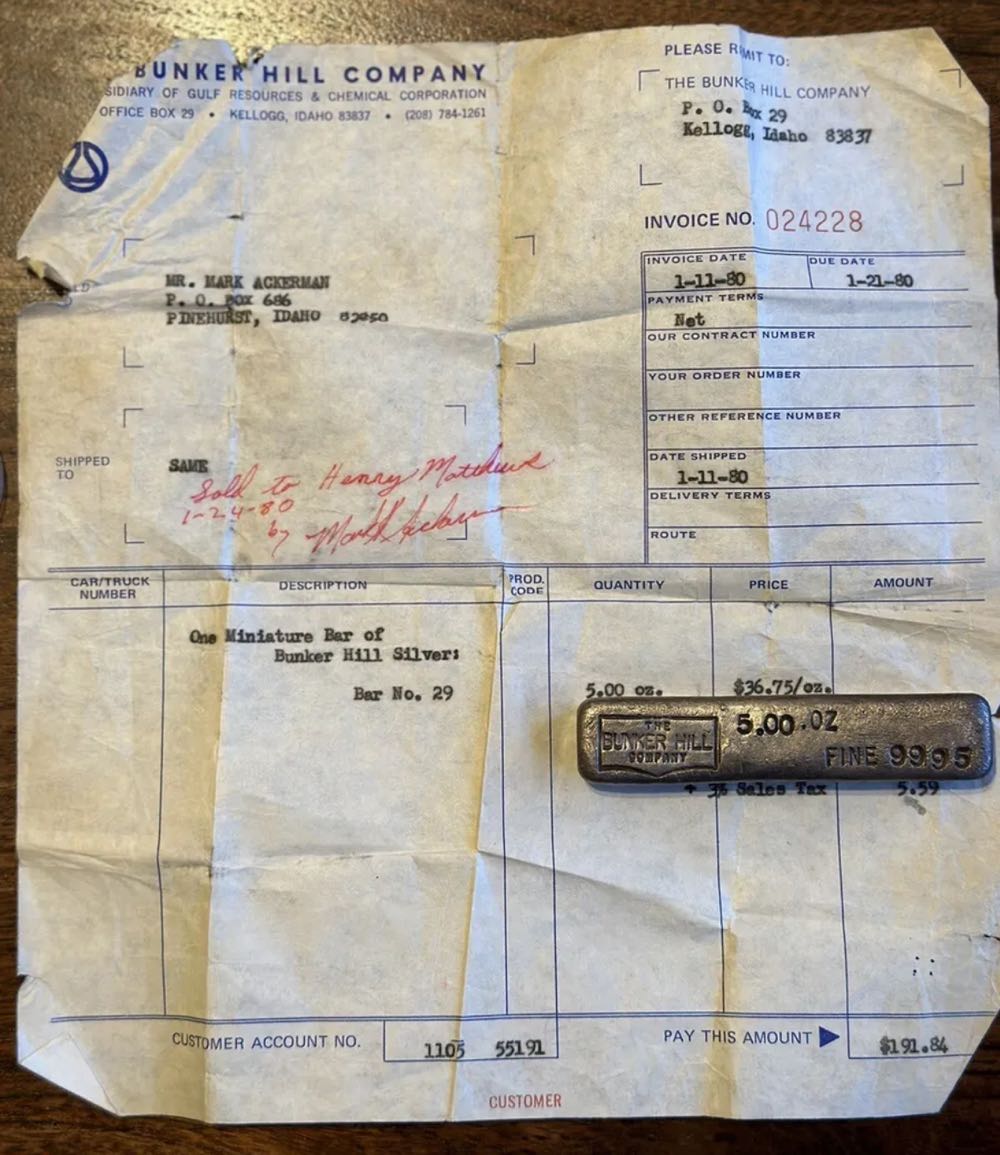 BUNKER HILL COMPANY
SIDIARY OF GULF RESOURCES & CHEMICAL CORPORATION
OFFICE BOX 29 • KELLOGG, IDAHO 83837 • (208) 784-1261
PLEASE REMIT TO:
THE BUNKER HILL COMPANY
P. O. Box 29
Kellogg, Idaho 83837
INVOICE NO. 024228
INVOICE DATE
1-11-80
DUE DATE
1-21-80
PAYMENT TERMS
Net
OUR CONTRACT NUMBER
YOUR ORDER NUMBER
OTHER REFERENCE NUMBER
DATE SHIPPED
1-11-80
DELIVERY TERMS
ROUTE
MR. MARK ACKERMAN
P. O. BOX 686
PINEHURST, IDAHO
SHIPPED
TO
SAME
Sold to Henry Matthews
1-24-80
by Mark Ackerman
CAR/TRUCK
NUMBER
DESCRIPTION
PROD.
CODE
QUANTITY
PRICE
AMOUNT
One Miniature Bar of
Bunker Hill Silver:
Bar No. 29
5.00 oz.
$36.75/oz.
THE
BUNKER HILL
COMPANY
5.00.OZ
FINE 9995
+ 3% Sales Tax
5.59
CUSTOMER ACCOUNT NO.
1105 55191
PAY THIS AMOUNT
$191.84
CUSTOMER